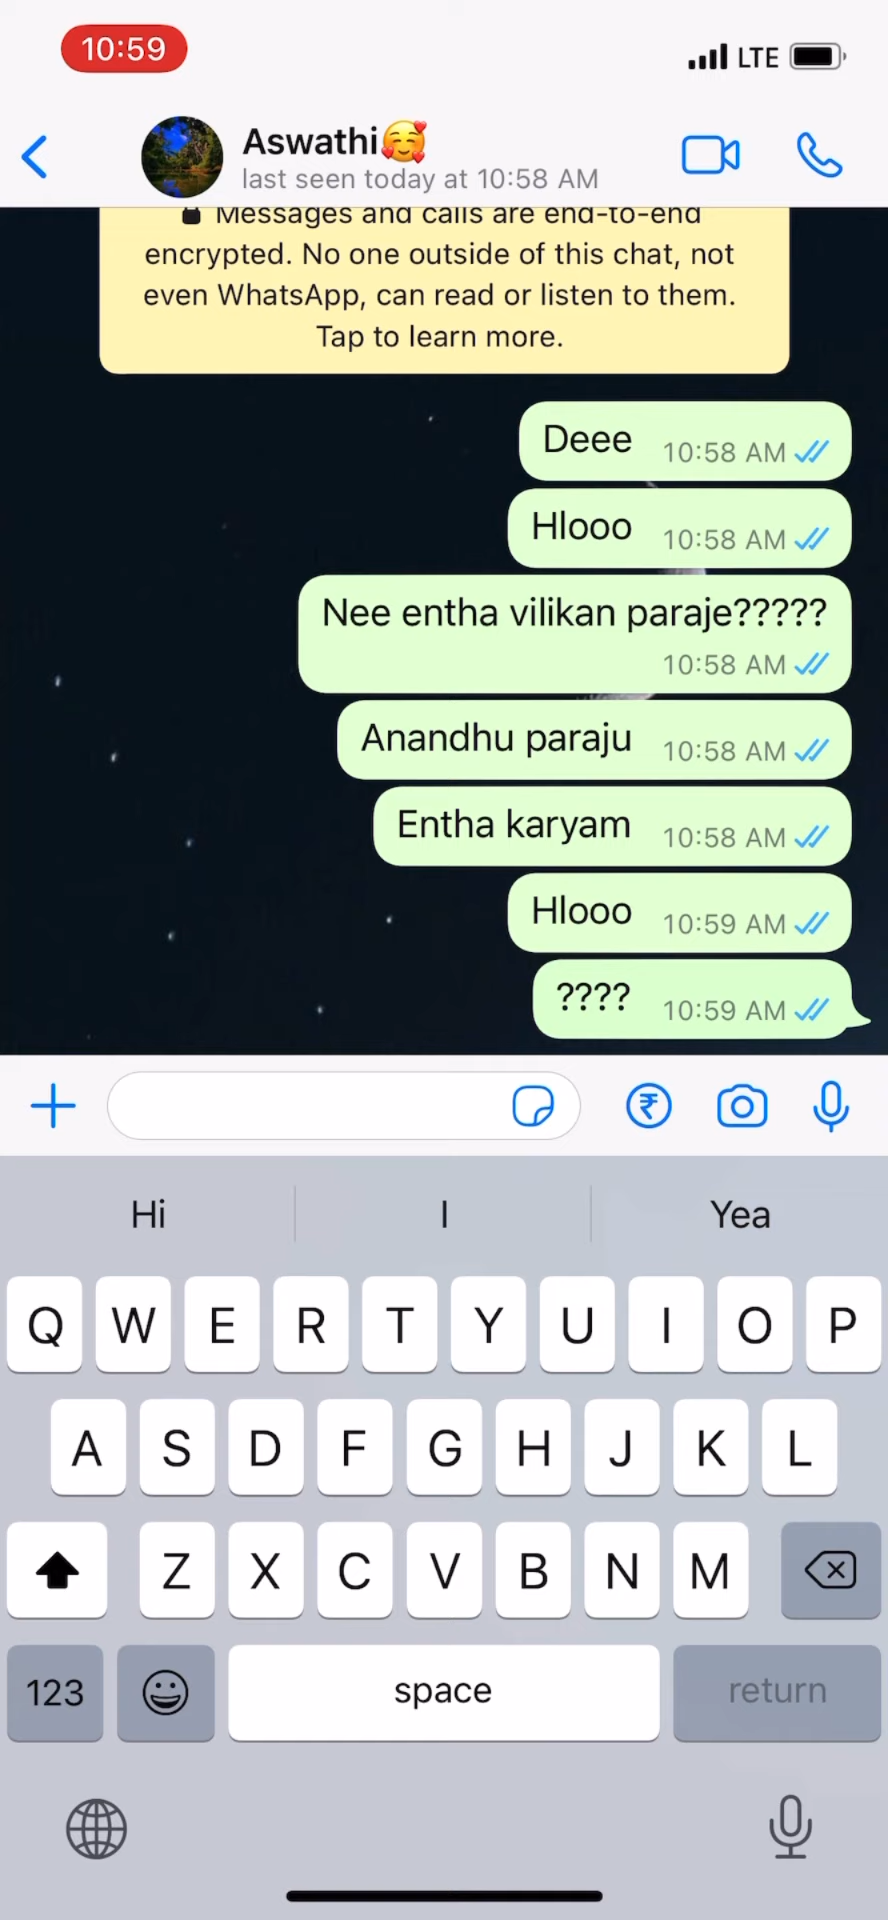 10:59
LTE
Aswathi🥰
last seen today at 10:58 AM
Messages and calls are end-to-end
encrypted. No one outside of this chat, not
even WhatsApp, can read or listen to them.
Tap to learn more.
Deee 10:58 AM
Hlooo 10:58 AM
Nee entha vilikan paraje?????
10:58 AM
Anandhu paraju 10:58 AM
Entha karyam 10:58 AM
Hlooo 10:59 AM
???? 10:59 AM
₹
Hi I Yea
Q W E R T Y U I O P
A S D F G H J K L
Z X C V B N M
123 space return